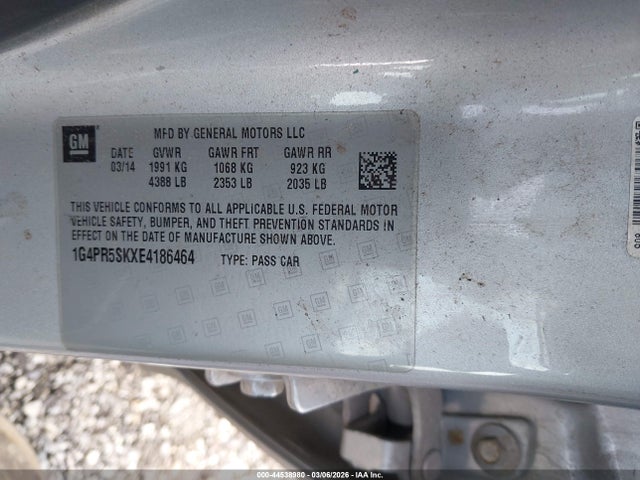 GM
MFD BY GENERAL MOTORS LLC
DATE GVWR GAWR FRT GAWR RR
03/14 1991 KG 1068 KG 923 KG
4388 LB 2353 LB 2035 LB
THIS VEHICLE CONFORMS TO ALL APPLICABLE U.S. FEDERAL MOTOR
VEHICLE SAFETY, BUMPER, AND THEFT PREVENTION STANDARDS IN
EFFECT ON THE DATE OF MANUFACTURE SHOWN ABOVE.
1G4PR5SKXE4186464 TYPE: PASS CAR
000-44538980 - 03/06/2026 - IAA Inc.